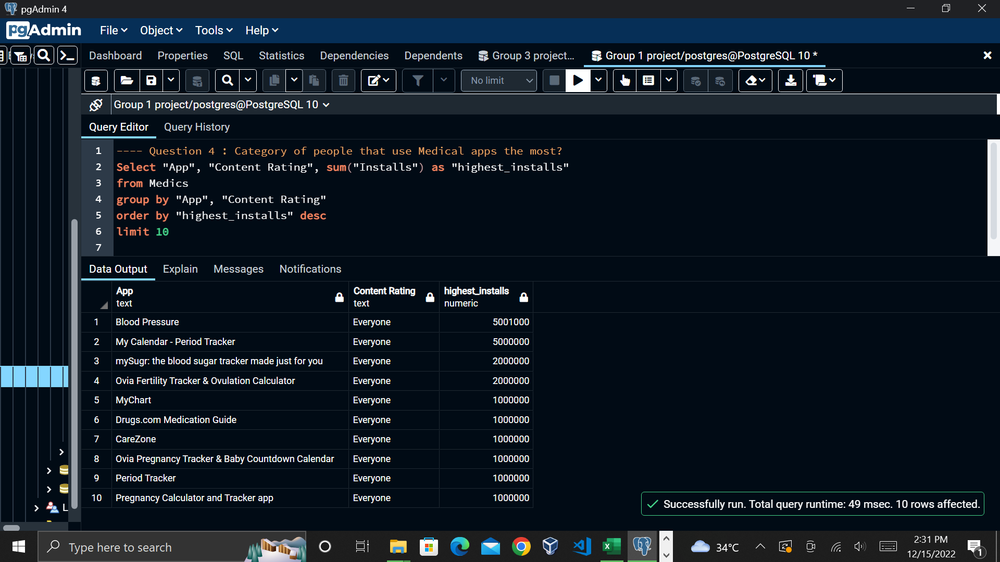 pgAdmin 4
pgAdmin File Object Tools Help
Dashboard Properties SQL Statistics Dependencies Dependents Group 3 project... Group 1 project/postgres@PostgreSQL 10 *
No limit
Group 1 project/postgres@PostgreSQL 10
Query Editor Query History
1 ---- Question 4 : Category of people that use Medical apps the most?
2 Select "App", "Content Rating", sum("Installs") as "highest_installs"
3 from Medics
4 group by "App", "Content Rating"
5 order by "highest_installs" desc
6 limit 10
7
Data Output Explain Messages Notifications
App Content Rating highest_installs
text text numeric
1 Blood Pressure Everyone 5001000
2 My Calendar - Period Tracker Everyone 5000000
3 mySugr: the blood sugar tracker made just for you Everyone 2000000
4 Ovia Fertility Tracker & Ovulation Calculator Everyone 2000000
5 MyChart Everyone 1000000
6 Drugs.com Medication Guide Everyone 1000000
7 CareZone Everyone 1000000
8 Ovia Pregnancy Tracker & Baby Countdown Calendar Everyone 1000000
9 Period Tracker Everyone 1000000
10 Pregnancy Calculator and Tracker app Everyone 1000000
L
Successfully run. Total query runtime: 49 msec. 10 rows affected.
Type here to search
34°C
2:31 PM
12/15/2022
1